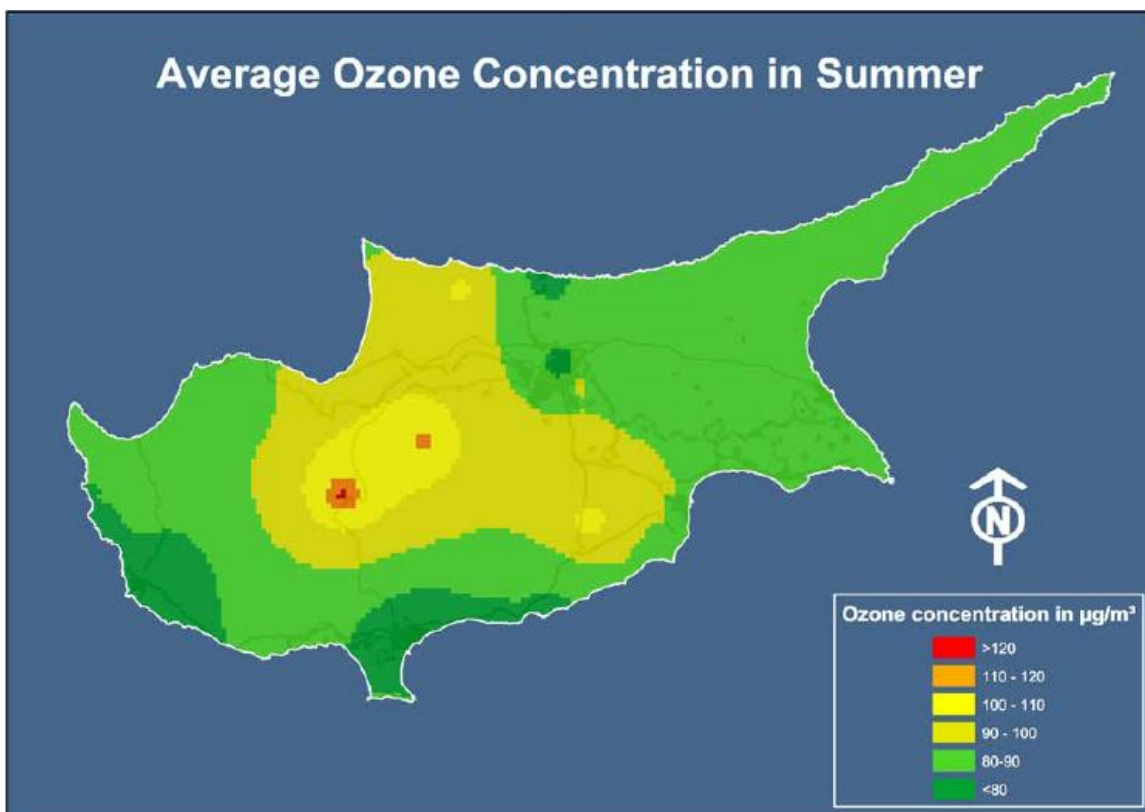 Average Ozone Concentration in Summer
N
Ozone concentration in µg/m³
>120
110 - 120
100 - 110
90 - 100
80-90
<80